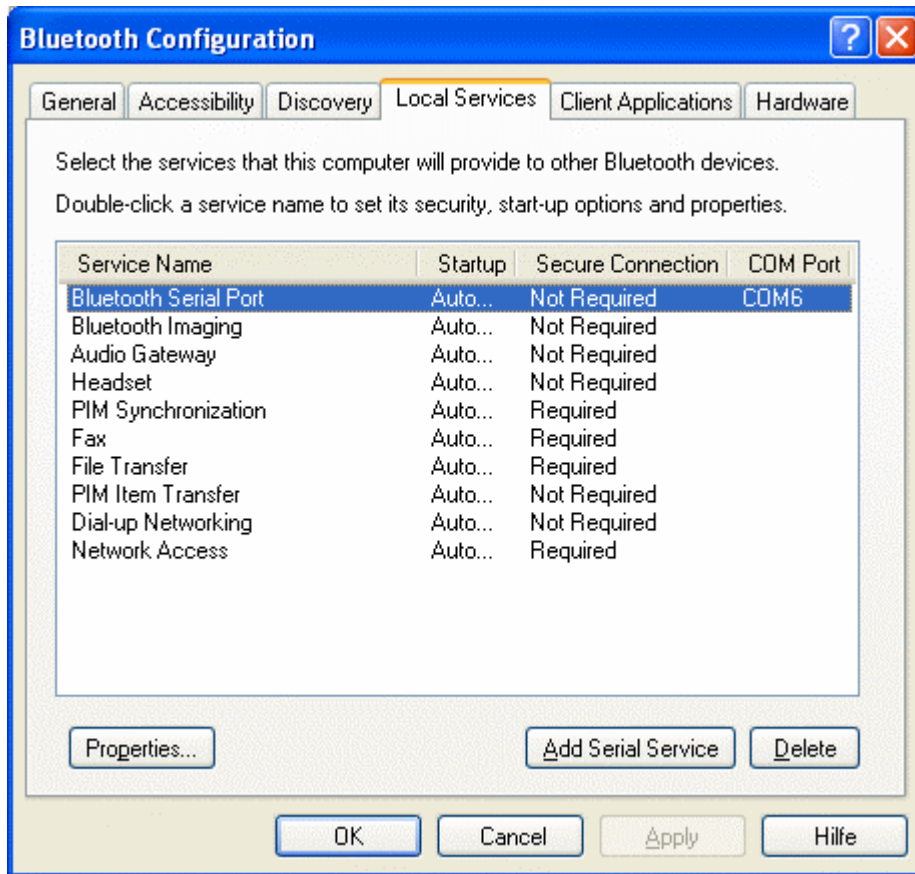 Bluetooth Configuration
General Accessibility Discovery Local Services Client Applications Hardware
Select the services that this computer will provide to other Bluetooth devices.
Double-click a service name to set its security, start-up options and properties.
Service Name Startup Secure Connection COM Port
Bluetooth Serial Port Auto... Not Required COM6
Bluetooth Imaging Auto... Not Required
Audio Gateway Auto... Not Required
Headset Auto... Not Required
PIM Synchronization Auto... Required
Fax Auto... Required
File Transfer Auto... Required
PIM Item Transfer Auto... Not Required
Dial-up Networking Auto... Not Required
Network Access Auto... Required
Properties... Add Serial Service Delete
OK Cancel Apply Hilfe